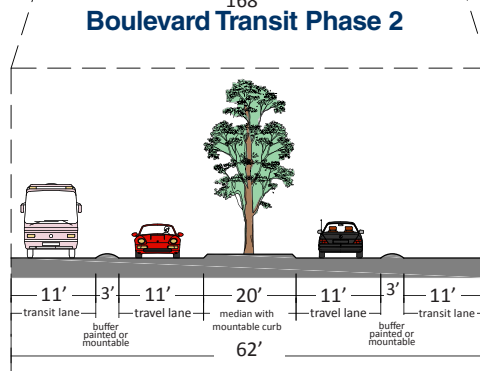 168'
Boulevard Transit Phase 2
11' 3' 11' 20' 11' 3' 11'
transit lane travel lane median with mountable curb travel lane transit lane
buffer painted or mountable buffer painted or mountable
62'